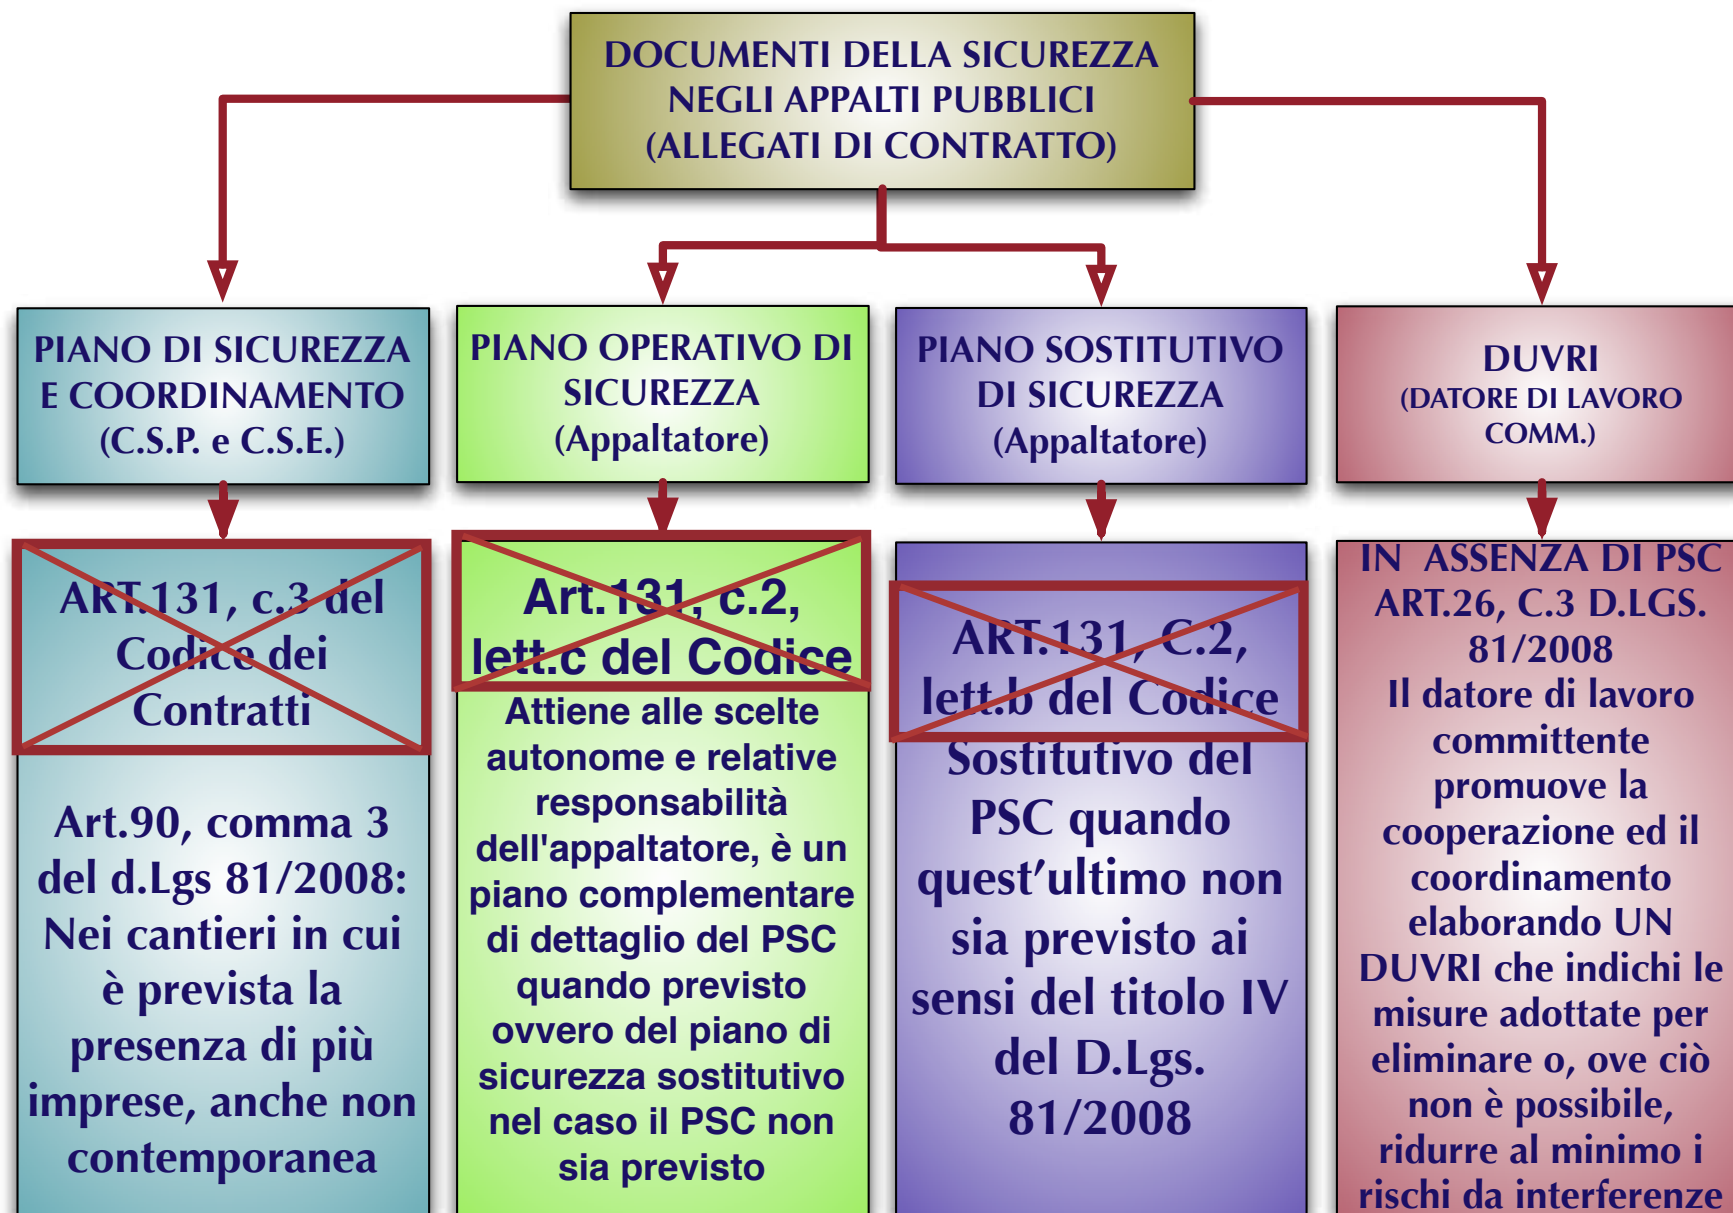 DOCUMENTI DELLA SICUREZZA
NEGLI APPALTI PUBBLICI
(ALLEGATI DI CONTRATTO)
PIANO DI SICUREZZA
E COORDINAMENTO
(C.S.P. e C.S.E.)
ART.131, c.3 del
Codice dei
Contratti
Art.90, comma 3
del d.Lgs 81/2008:
Nei cantieri in cui
è prevista la
presenza di più
imprese, anche non
contemporanea
PIANO OPERATIVO DI
SICUREZZA
(Appaltatore)
Art.131, c.2,
lett.c del Codice
Attiene alle scelte
autonome e relative
responsabilità
dell'appaltatore, è un
piano complementare
di dettaglio del PSC
quando previsto
ovvero del piano di
sicurezza sostitutivo
nel caso il PSC non
sia previsto
PIANO SOSTITUTIVO
DI SICUREZZA
(Appaltatore)
ART.131, C.2,
lett.b del Codice
Sostitutivo del
PSC quando
quest’ultimo non
sia previsto ai
sensi del titolo IV
del D.Lgs.
81/2008
DUVRI
(DATORE DI LAVORO
COMM.)
IN ASSENZA DI PSC
ART.26, C.3 D.LGS.
81/2008
Il datore di lavoro
committente
promuove la
cooperazione ed il
coordinamento
elaborando UN
DUVRI che indichi le
misure adottate per
eliminare o, ove ciò
non è possibile,
ridurre al minimo i
rischi da interferenze